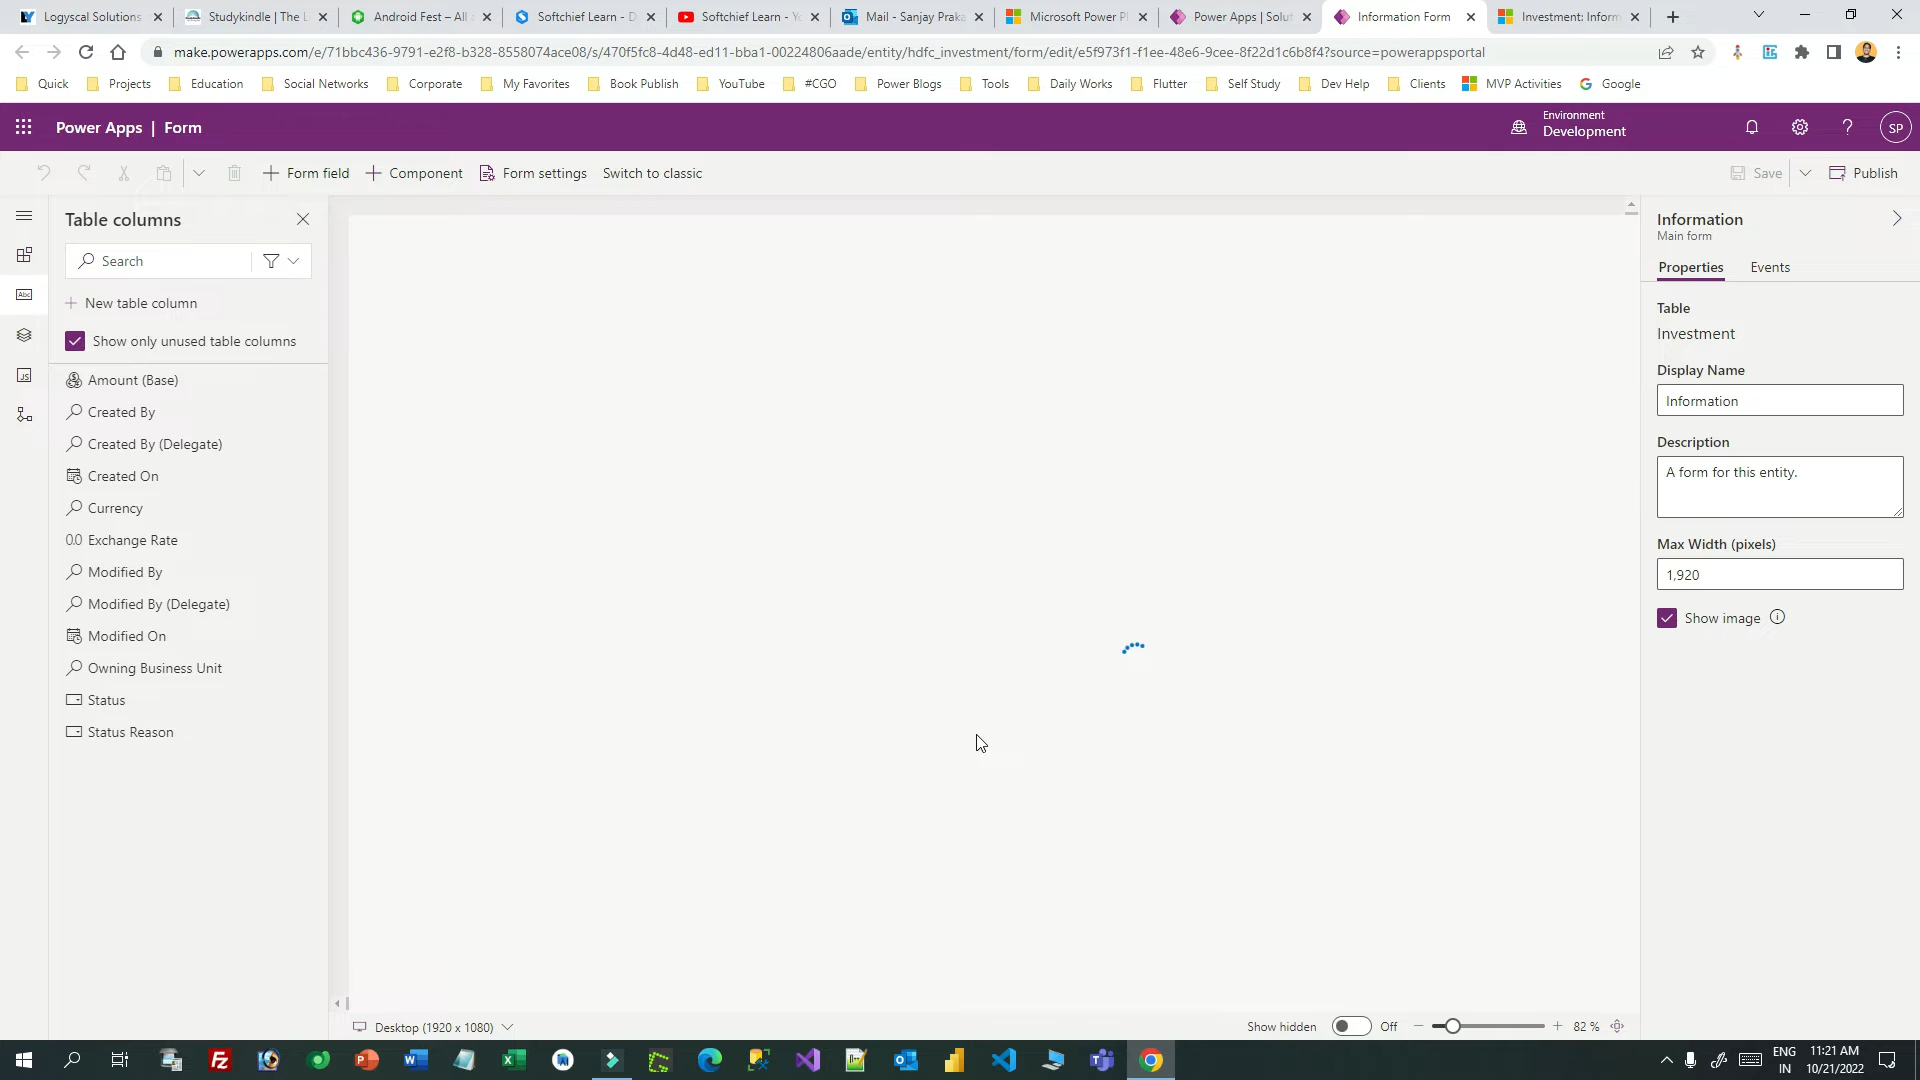 Logyscal Solutions
Studykindle | The L
Android Fest – All
Softchief Learn - D
Softchief Learn - Yo
Mail - Sanjay Praka
Microsoft Power Pl
Power Apps | Solut
Information Form
Investment: Inform
make.powerapps.com/e/71bbc436-9791-e2f8-b328-8558074ace08/s/470f5fc8-4d48-ed11-bba1-00224806aade/entity/hdfc_investment/form/edit/e5f973f1-f1ee-48e6-9cee-8f22d1c6b8f4?source=powerappsportal
Quick
Projects
Education
Social Networks
Corporate
My Favorites
Book Publish
YouTube
#CGO
Power Blogs
Tools
Daily Works
Flutter
Self Study
Dev Help
Clients
MVP Activities
Google
Power Apps | Form
Environment
Development
SP
Form field
Component
Form settings
Switch to classic
Save
Publish
Table columns
Search
New table column
Show only unused table columns
Amount (Base)
Created By
Created By (Delegate)
Created On
Currency
0.0 Exchange Rate
Modified By
Modified By (Delegate)
Modified On
Owning Business Unit
Status
Status Reason
Abc
JS
Information
Main form
Properties
Events
Table
Investment
Display Name
Information
Description
A form for this entity.
Max Width (pixels)
1,920
Show image
Desktop (1920 x 1080)
Show hidden
Off
82 %
ENG
IN
11:21 AM
10/21/2022